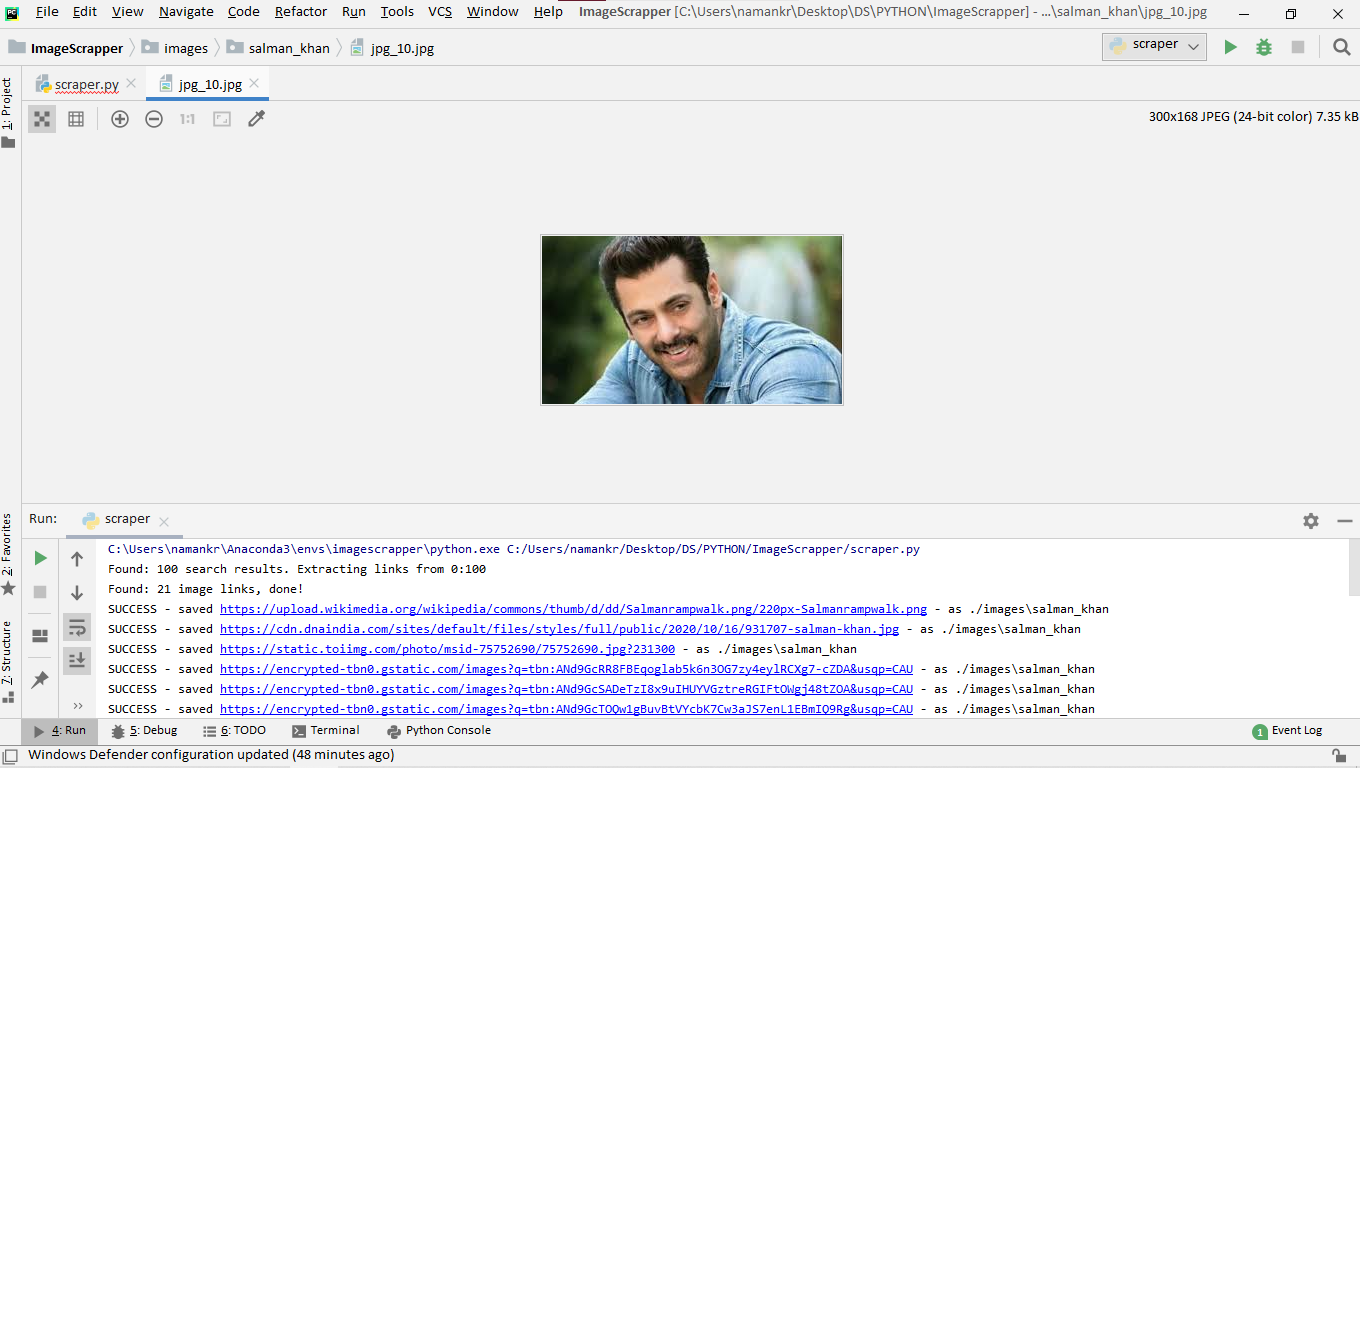 File Edit View Navigate Code Refactor Run Tools VCS Window Help ImageScrapper [C:\Users\namankr\Desktop\DS\PYTHON\ImageScrapper] - ...\salman_khan\jpg_10.jpg
ImageScrapper images salman_khan jpg_10.jpg scraper
1: Project
scraper.py jpg_10.jpg
1:1 300x168 JPEG (24-bit color) 7.35 kB
2: Favorites
7: Structure
Run: scraper
C:\Users\namankr\Anaconda3\envs\imagescrapper\python.exe C:/Users/namankr/Desktop/DS/PYTHON/ImageScrapper/scraper.py
Found: 100 search results. Extracting links from 0:100
Found: 21 image links, done!
SUCCESS - saved https://upload.wikimedia.org/wikipedia/commons/thumb/d/dd/Salmanrampwalk.png/220px-Salmanrampwalk.png - as ./images\salman_khan
SUCCESS - saved https://cdn.dnaindia.com/sites/default/files/styles/full/public/2020/10/16/931707-salman-khan.jpg - as ./images\salman_khan
SUCCESS - saved https://static.toiimg.com/photo/msid-75752690/75752690.jpg?231300 - as ./images\salman_khan
SUCCESS - saved https://encrypted-tbn0.gstatic.com/images?q=tbn:ANd9GcRR8FBEqoglab5k6n3OG7zy4eylRCXg7-cZDA&usqp=CAU - as ./images\salman_khan
SUCCESS - saved https://encrypted-tbn0.gstatic.com/images?q=tbn:ANd9GcSADeTzI8x9uIHUYVGztreRGIFtOWgj48tZOA&usqp=CAU - as ./images\salman_khan
SUCCESS - saved https://encrypted-tbn0.gstatic.com/images?q=tbn:ANd9GcTOQw1gBuvBtVYcbK7Cw3aJS7enL1EBmIQ9Rg&usqp=CAU - as ./images\salman_khan
4: Run 5: Debug 6: TODO Terminal Python Console 1 Event Log
Windows Defender configuration updated (48 minutes ago)